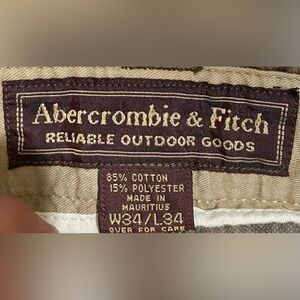 Abercrombie & Fitch
RELIABLE OUTDOOR GOODS
85% COTTON
15% POLYESTER
MADE IN
MAURITIUS
W34/L34
OVER FOR CARE